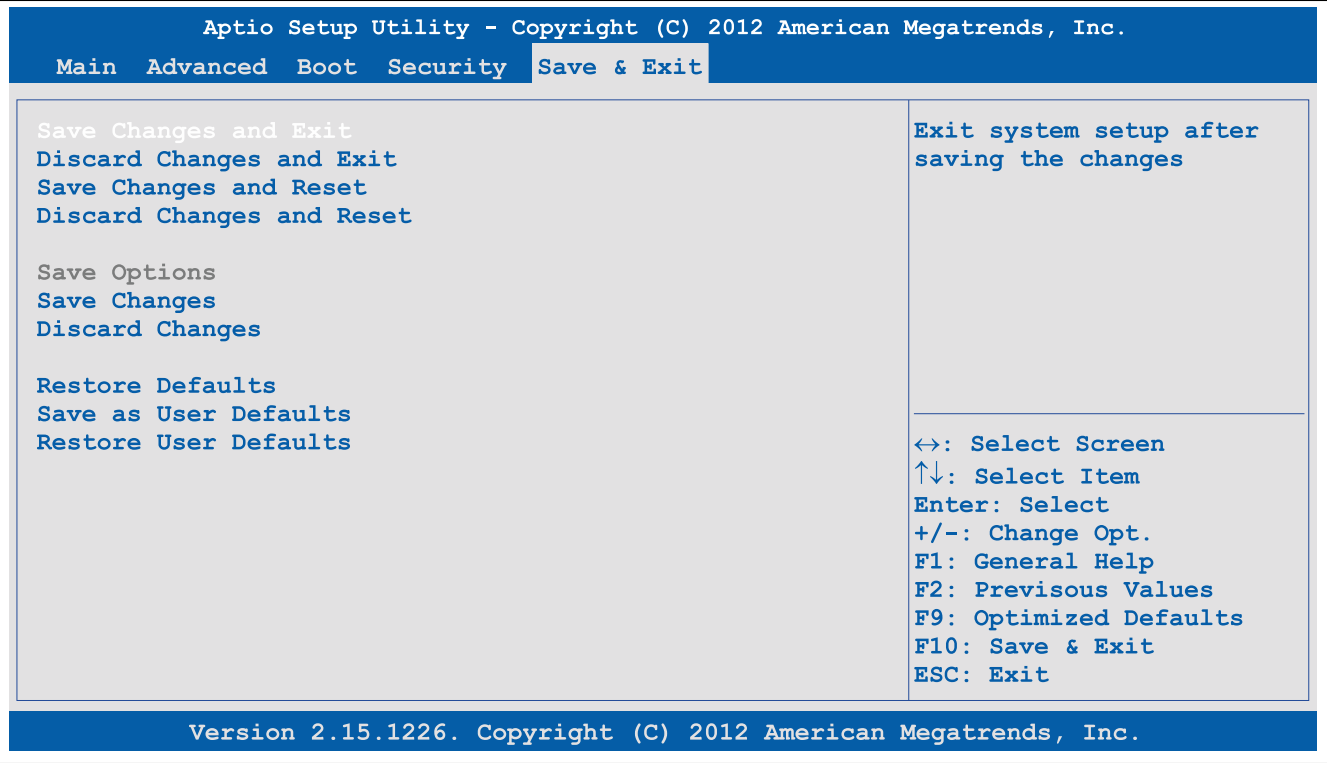 Aptio Setup Utility - Copyright (C) 2012 American Megatrends, Inc.
Main Advanced Boot Security Save & Exit
Save Changes and Exit
Discard Changes and Exit
Save Changes and Reset
Discard Changes and Reset
Save Options
Save Changes
Discard Changes
Restore Defaults
Save as User Defaults
Restore User Defaults
Exit system setup after
saving the changes
↔: Select Screen
↑↓: Select Item
Enter: Select
+/-: Change Opt.
F1: General Help
F2: Previsous Values
F9: Optimized Defaults
F10: Save & Exit
ESC: Exit
Version 2.15.1226. Copyright (C) 2012 American Megatrends, Inc.